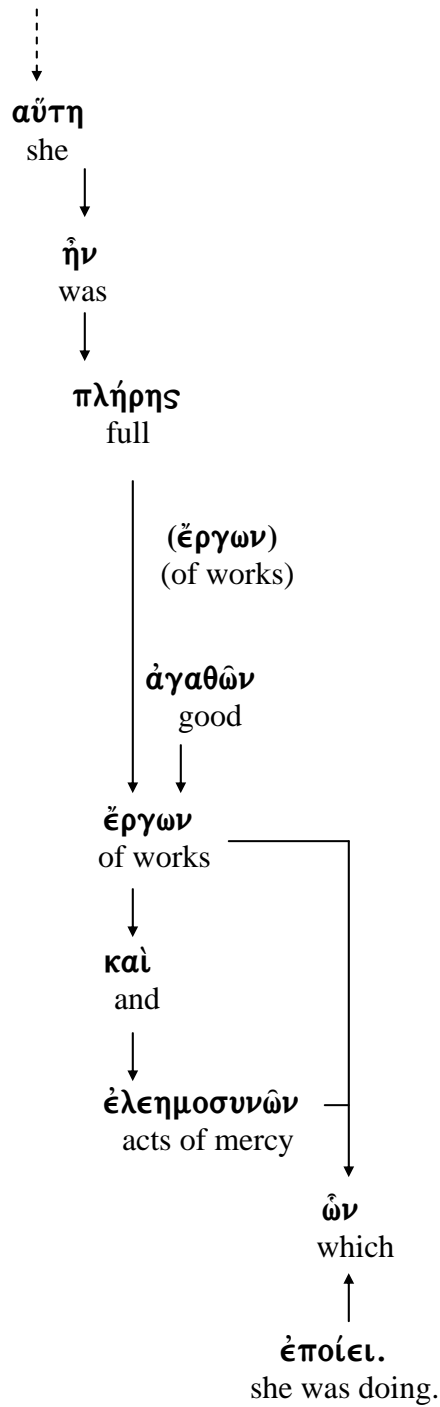 αὕτη
she
ἦν
was
πλήρης
full
(ἔργων)
(of works)
ἀγαθῶν
good
ἔργων
of works
καὶ
and
ἐλεημοσυνῶν
acts of mercy
ὧν
which
ἐποίει.
she was doing.